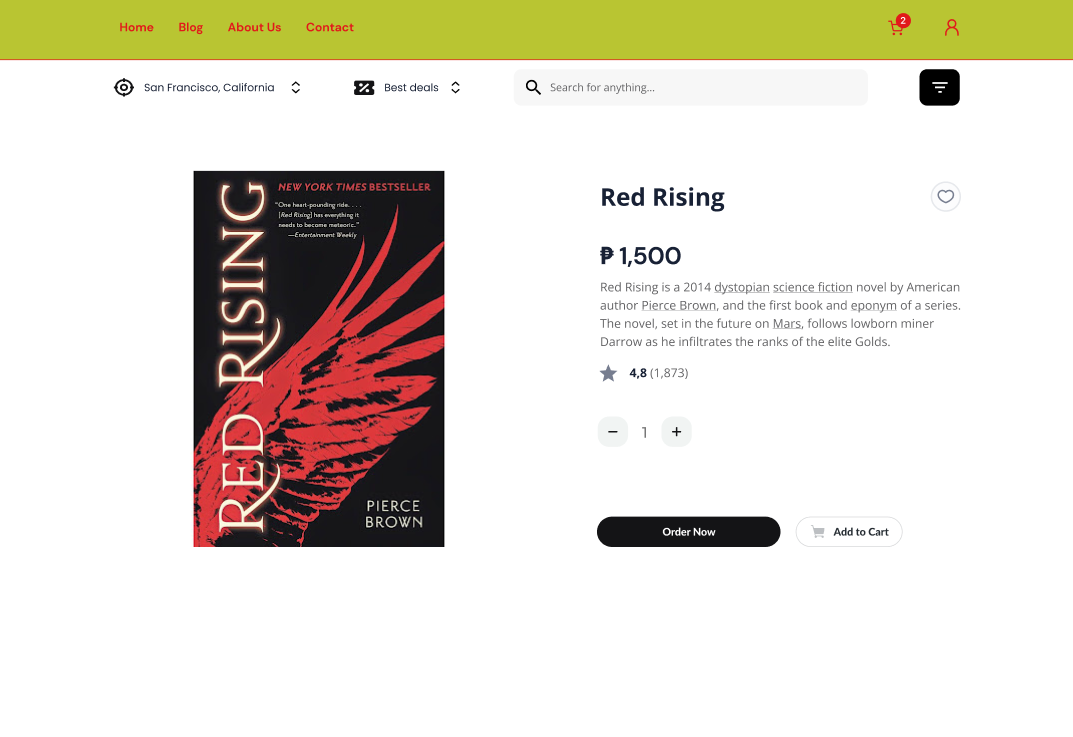 Home Blog About Us Contact 2
San Francisco, California Best deals Search for anything...
RED RISING
NEW YORK TIMES BESTSELLER
"One heart-pounding ride. . . .
[Red Rising] has everything it
needs to become meteoric."
—Entertainment Weekly
PIERCE
BROWN
Red Rising
₱ 1,500
Red Rising is a 2014 dystopian science fiction novel by American
author Pierce Brown, and the first book and eponym of a series.
The novel, set in the future on Mars, follows lowborn miner
Darrow as he infiltrates the ranks of the elite Golds.
4,8 (1,873)
− 1 +
Order Now Add to Cart